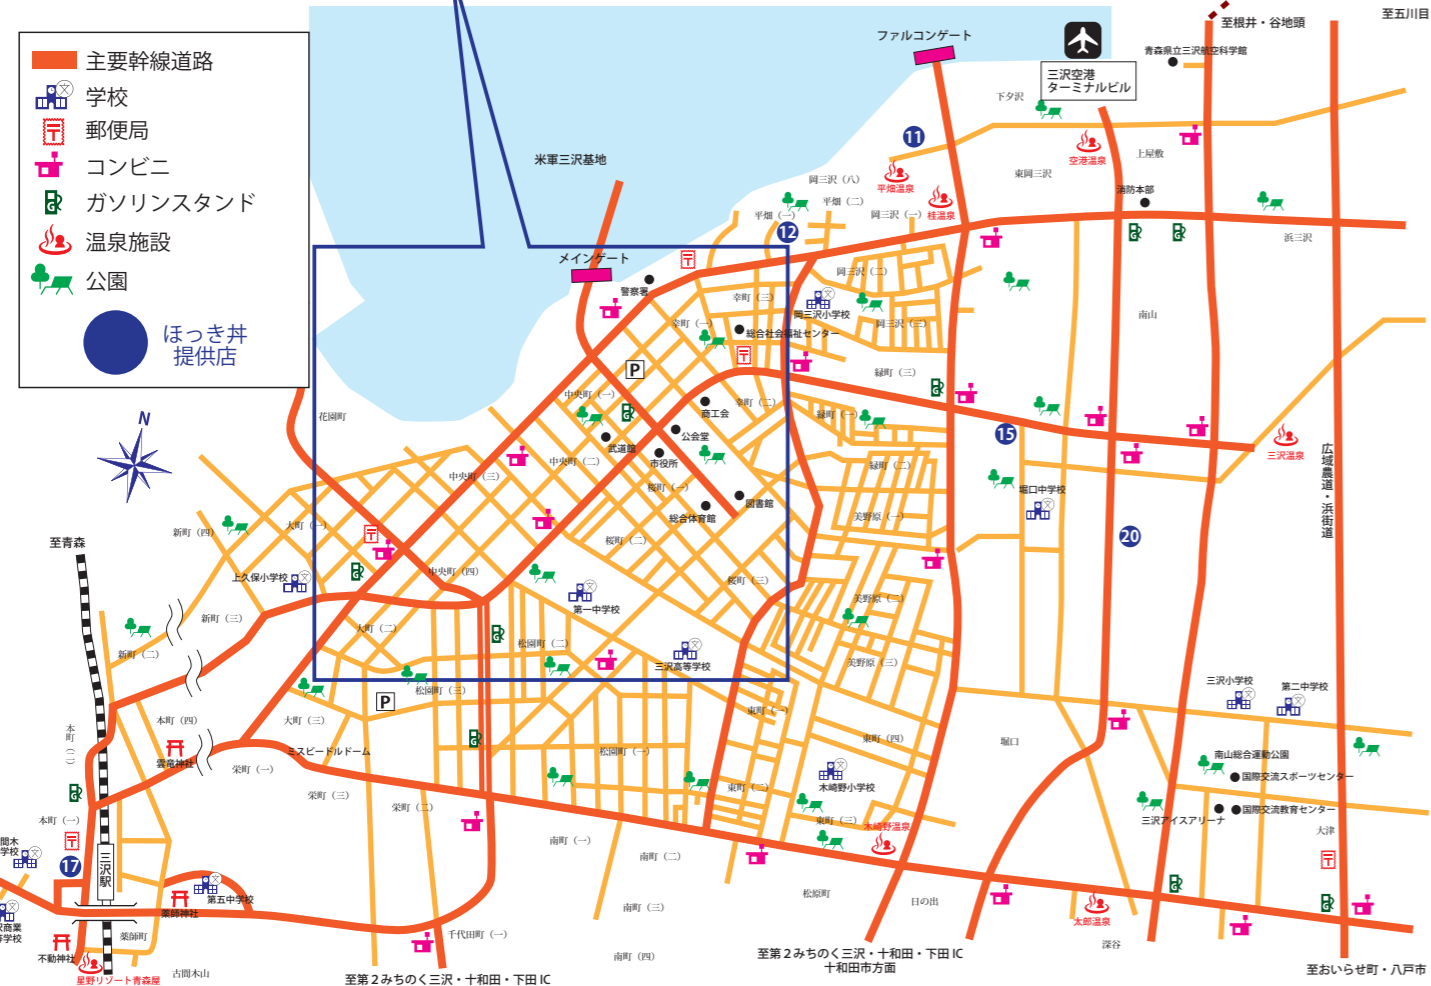 主要幹線道路
学校
郵便局
コンビニ
ガソリンスタンド
温泉施設
公園
ほっき丼
提供店
N
至五川目
至根井・谷地頭
ファルコンゲート
青森県立三沢航空科学館
三沢空港
ターミナルビル
下夕沢
11
米軍三沢基地
上屋敷
空港温泉
東岡三沢
岡三沢（八）
平畑温泉
消防本部
平畑（二）
平畑（一）
岡三沢（一）
桂温泉
12
浜三沢
メインゲート
岡三沢（二）
警察署
幸町（三）
岡三沢小学校
南山
幸町（一）
総合社会福祉センター
岡三沢（三）
P
緑町（三）
中央町（一）
幸町（二）
花園町
商工会
緑町（一）
公会堂
15
武道館
市役所
三沢温泉
広域農道・浜街道
中央町（二）
緑町（二）
中央町（三）
桜町（一）
堀口中学校
図書館
総合体育館
美野原（一）
新町（四）
大町（一）
20
桜町（二）
至青森
中央町（四）
上久保小学校
桜町（三）
第一中学校
美野原（二）
新町（三）
大町（二）
松園町（二）
新町（二）
三沢高等学校
美野原（三）
三沢小学校
第二中学校
松園町（三）
P
東町（一）
本町（四）
大町（三）
本町（二）
東町（四）
堀口
ミスビードルドーム
松園町（一）
雲竜神社
南山総合運動公園
栄町（一）
国際交流スポーツセンター
木崎野小学校
東町（二）
栄町（三）
栄町（二）
国際交流教育センター
三沢アイスアリーナ
本町（一）
東町（三）
木崎野温泉
大津
南町（一）
間木
学校
17
三沢駅
南町（二）
第五中学校
松原町
日の出
薬師神社
南町（三）
太郎温泉
沢商業
等学校
薬師町
千代田町（一）
深谷
不動神社
南町（四）
至第２みちのく三沢・十和田・下田 IC
十和田市方面
古間木山
星野リゾート青森屋
至第２みちのく三沢・十和田・下田 IC
至おいらせ町・八戸市